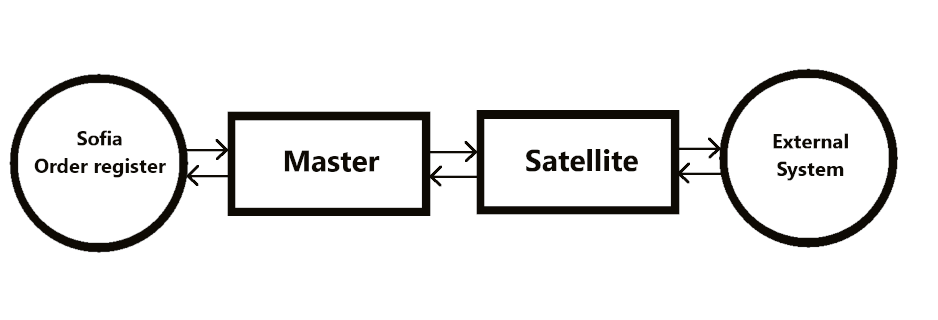 Sofia
Order register
Master
Satellite
External
System